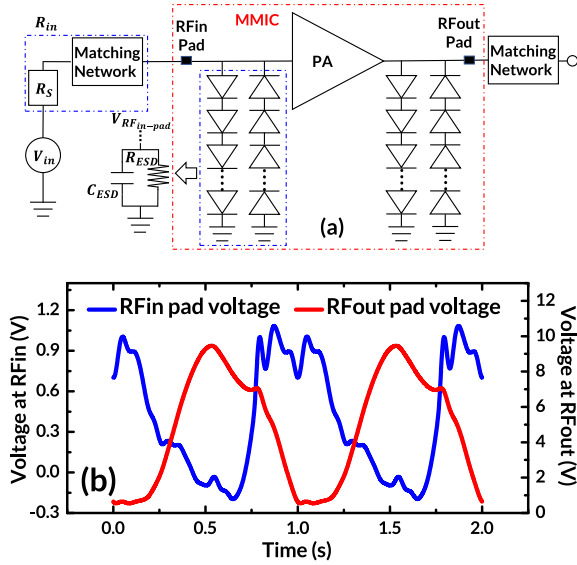 R_in
MMIC
RFin
Pad
RFout
Pad
Matching
Network
R_S
V_in
PA
Matching
Network
V_RF_in-pad
R_ESD
C_ESD
(a)
RFin pad voltage
RFout pad voltage
Voltage at RFin (V)
1.2
0.9
0.6
0.3
0.0
-0.3
Voltage at RFout (V)
12
10
8
6
4
2
0
(b)
0.0
0.5
1.0
1.5
2.0
Time (s)